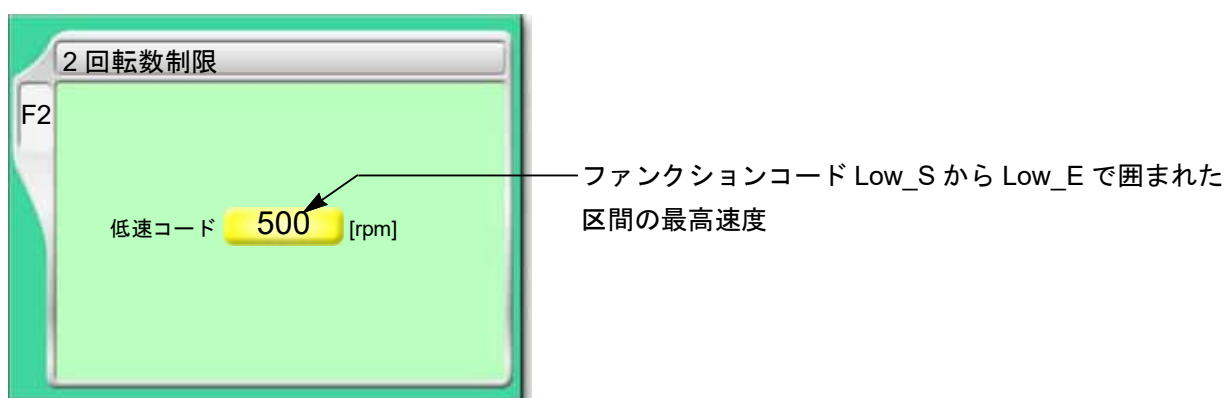 2 回転数制限
F2
ファンクションコード Low_S から Low_E で囲まれた
区間の最高速度
低速コード 500 [rpm]